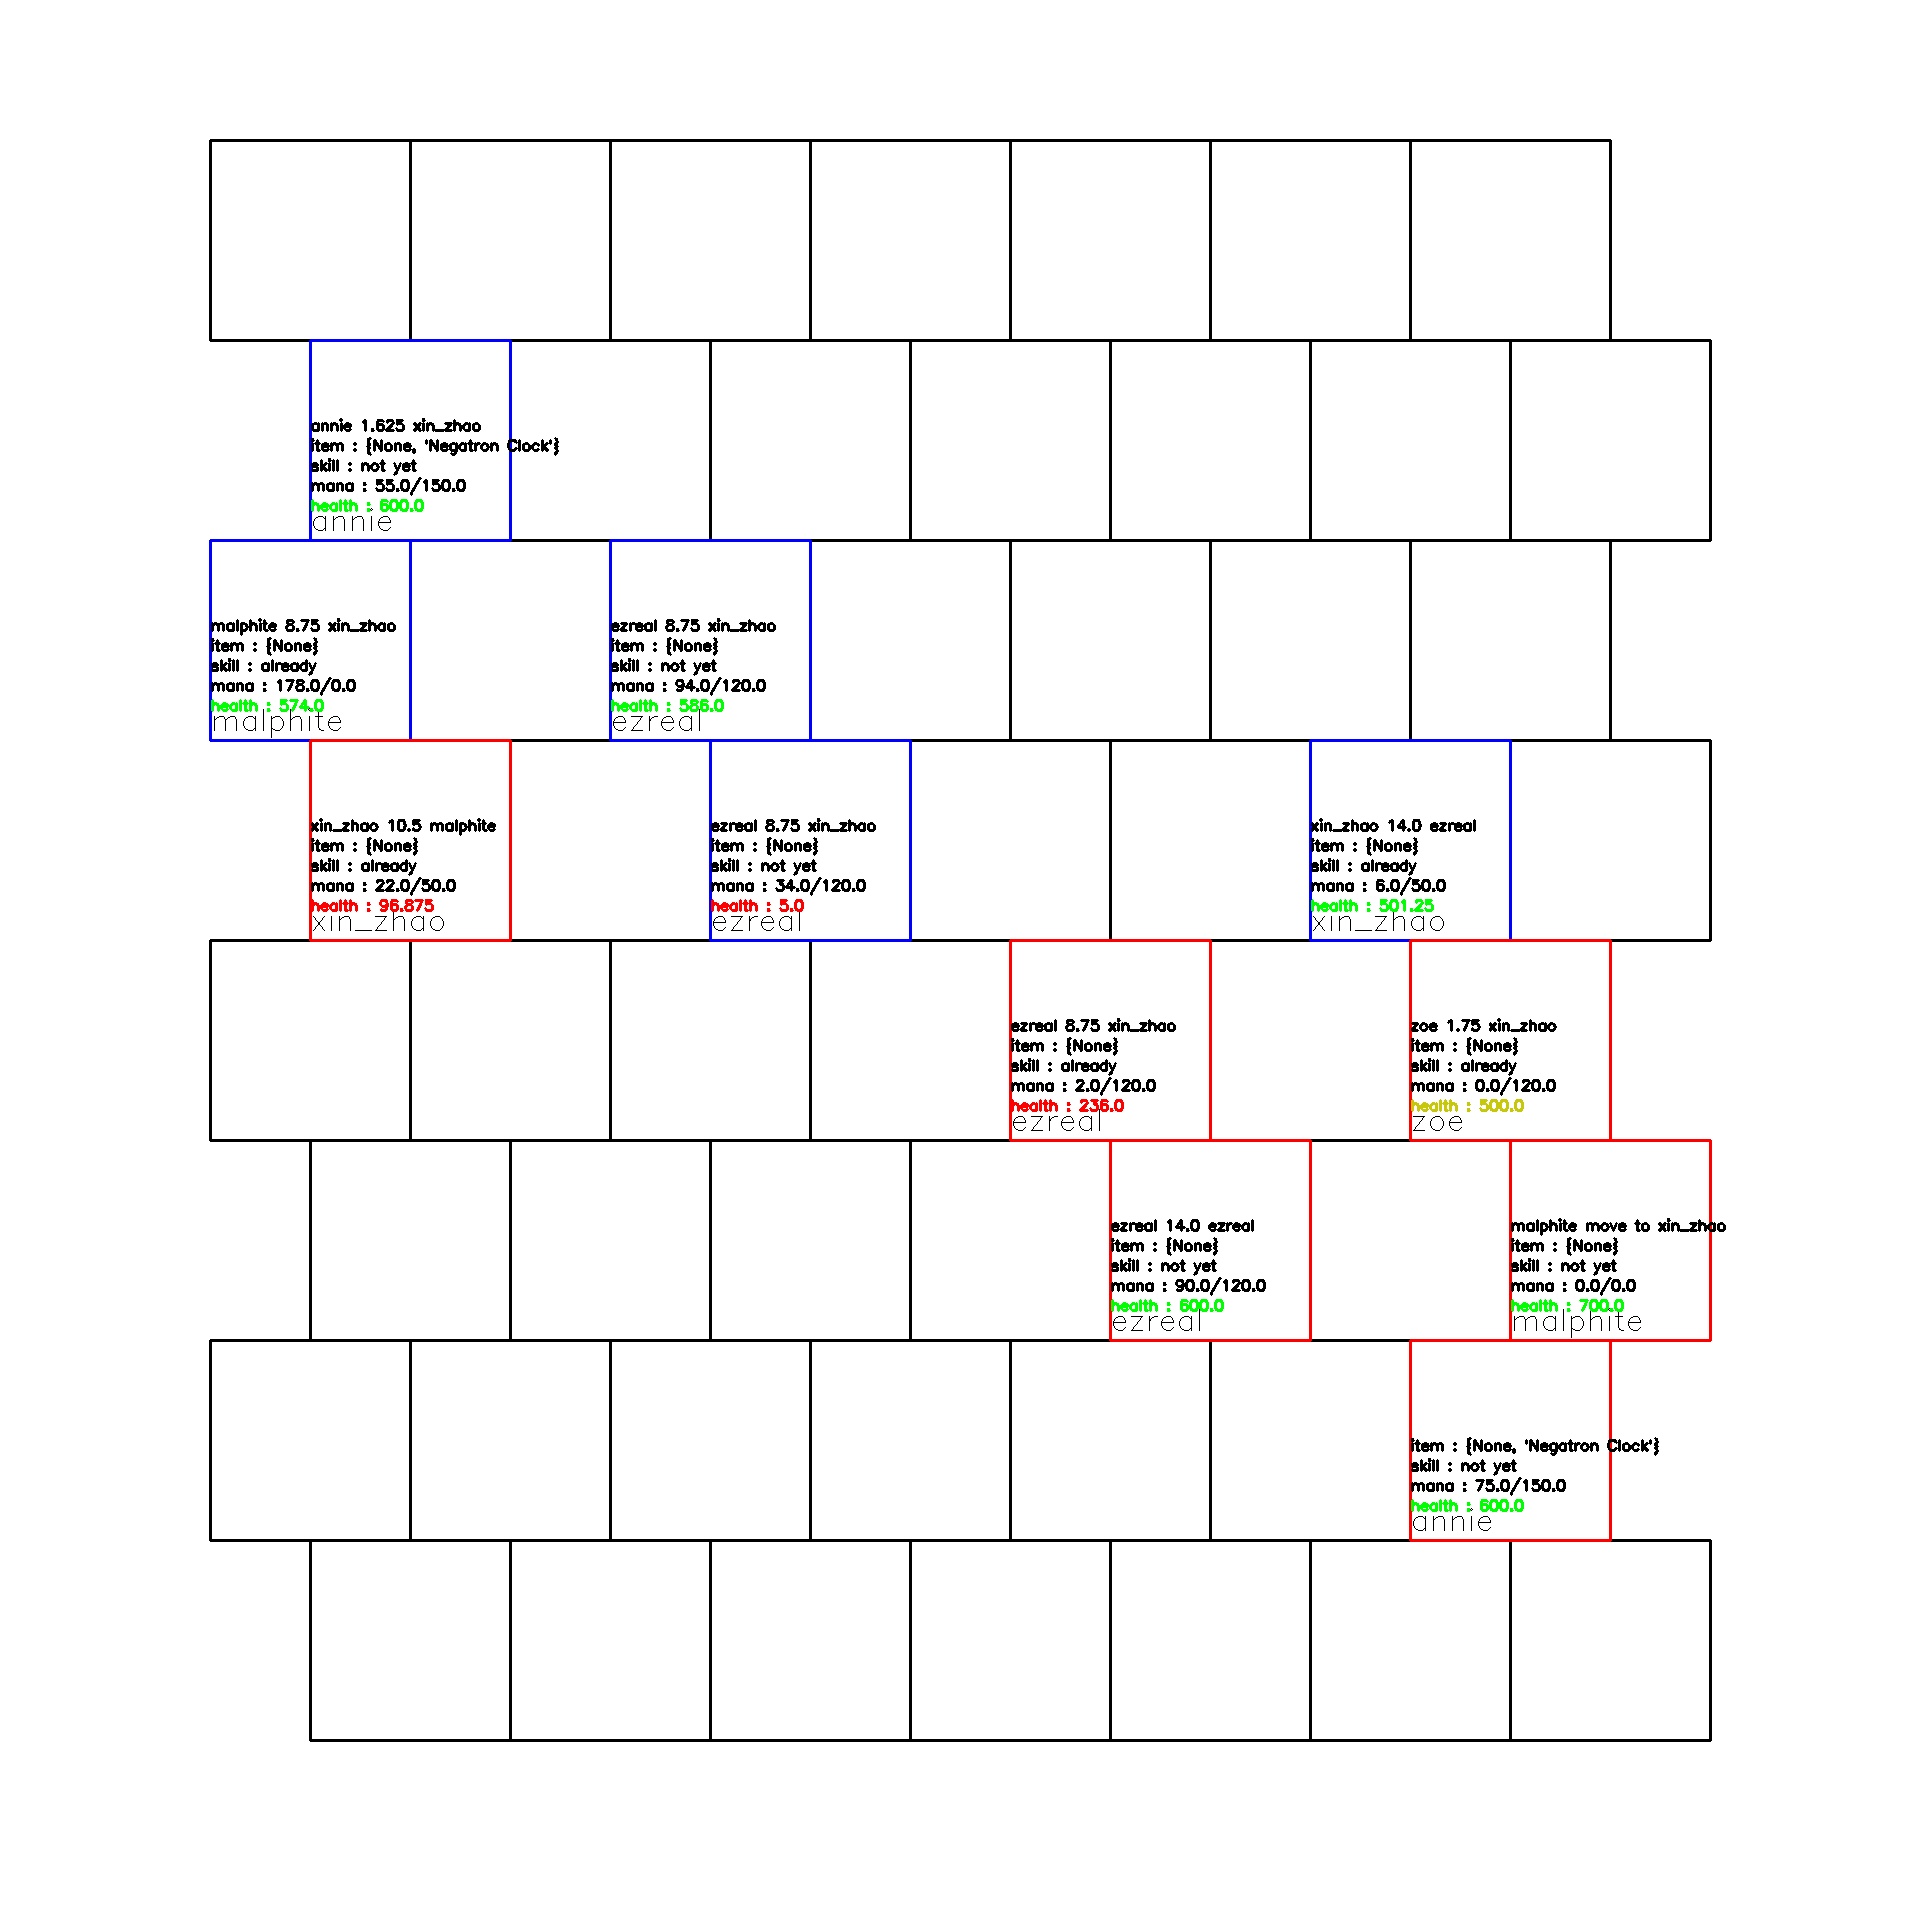 annie 1.625 xin_zhao
item : {None, 'Negatron Clock'}
skill : not yet
mana : 55.0/150.0
health : 600.0
annie
malphite 8.75 xin_zhao
item : {None}
skill : already
mana : 178.0/0.0
health : 574.0
malphite
ezreal 8.75 xin_zhao
item : {None}
skill : not yet
mana : 94.0/120.0
health : 586.0
ezreal
xin_zhao 10.5 malphite
item : {None}
skill : already
mana : 22.0/50.0
health : 96.875
xin_zhao
ezreal 8.75 xin_zhao
item : {None}
skill : not yet
mana : 34.0/120.0
health : 5.0
ezreal
xin_zhao 14.0 ezreal
item : {None}
skill : already
mana : 6.0/50.0
health : 501.25
xin_zhao
ezreal 8.75 xin_zhao
item : {None}
skill : already
mana : 2.0/120.0
health : 236.0
ezreal
zoe 1.75 xin_zhao
item : {None}
skill : already
mana : 0.0/120.0
health : 500.0
zoe
ezreal 14.0 ezreal
item : {None}
skill : not yet
mana : 90.0/120.0
health : 600.0
ezreal
malphite move to xin_zhao
item : {None}
skill : not yet
mana : 0.0/0.0
health : 700.0
malphite
item : {None, 'Negatron Clock'}
skill : not yet
mana : 75.0/150.0
health : 600.0
annie